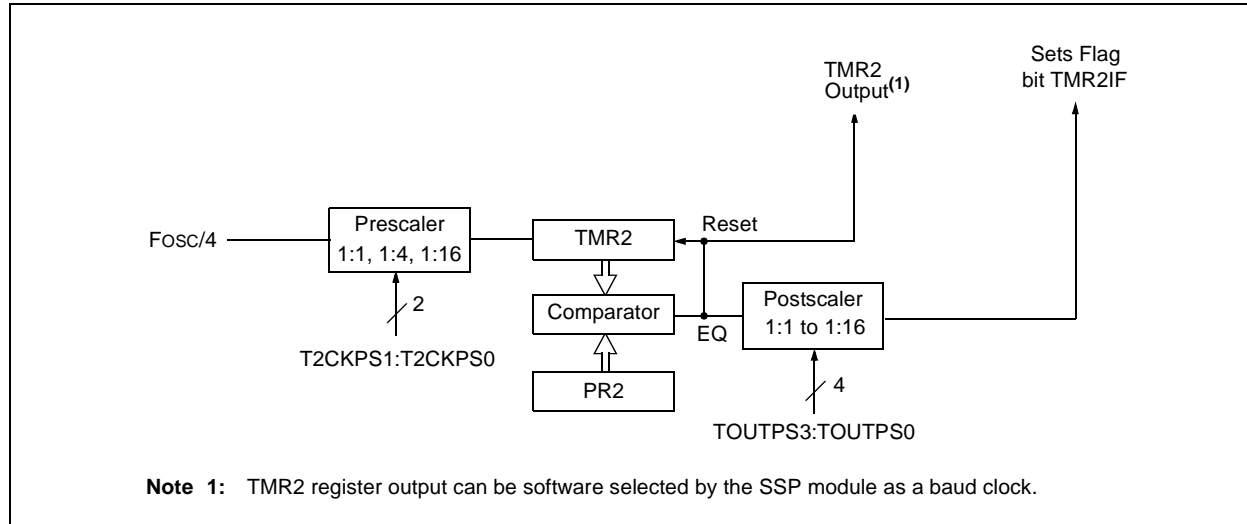 Sets Flag
bit TMR2IF
TMR2
Output(1)
FOSC/4
Prescaler
1:1, 1:4, 1:16
2
T2CKPS1:T2CKPS0
TMR2
Reset
Comparator
EQ
PR2
Postscaler
1:1 to 1:16
4
TOUTPS3:TOUTPS0
Note 1: TMR2 register output can be software selected by the SSP module as a baud clock.